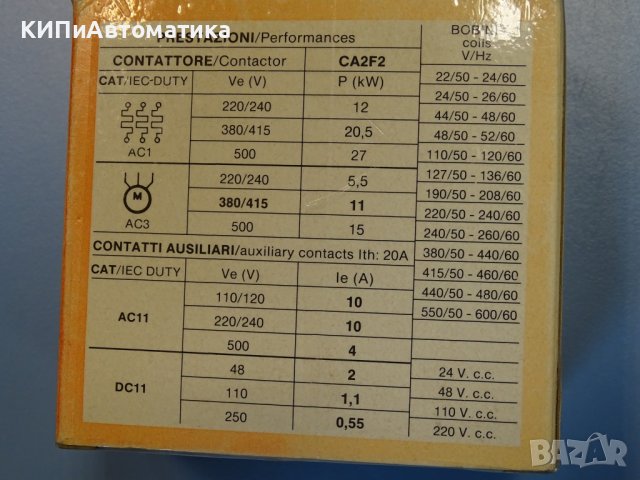 КИПиАвтоматика
PRESTAZIONI/Performances
CONTATTORE/Contactor CA2F2
CAT/IEC-DUTY Ve (V) P (kW)
220/240 12
380/415 20,5
AC1 500 27
220/240 5,5
M 380/415 11
AC3 500 15
CONTATTI AUSILIARI/auxiliary contacts Ith: 20A
CAT/IEC DUTY Ve (V) Ie (A)
110/120 10
AC11 220/240 10
500 4
48 2
DC11 110 1,1
250 0,55
coils
V/Hz
22/50 - 24/60
24/50 - 26/60
44/50 - 48/60
48/50 - 52/60
110/50 - 120/60
127/50 - 136/60
190/50 - 208/60
220/50 - 240/60
240/50 - 260/60
380/50 - 440/60
415/50 - 460/60
440/50 - 480/60
550/50 - 600/60
24 V. c.c.
48 V. c.c.
110 V. c.c.
220 V. c.c.
BAZAR